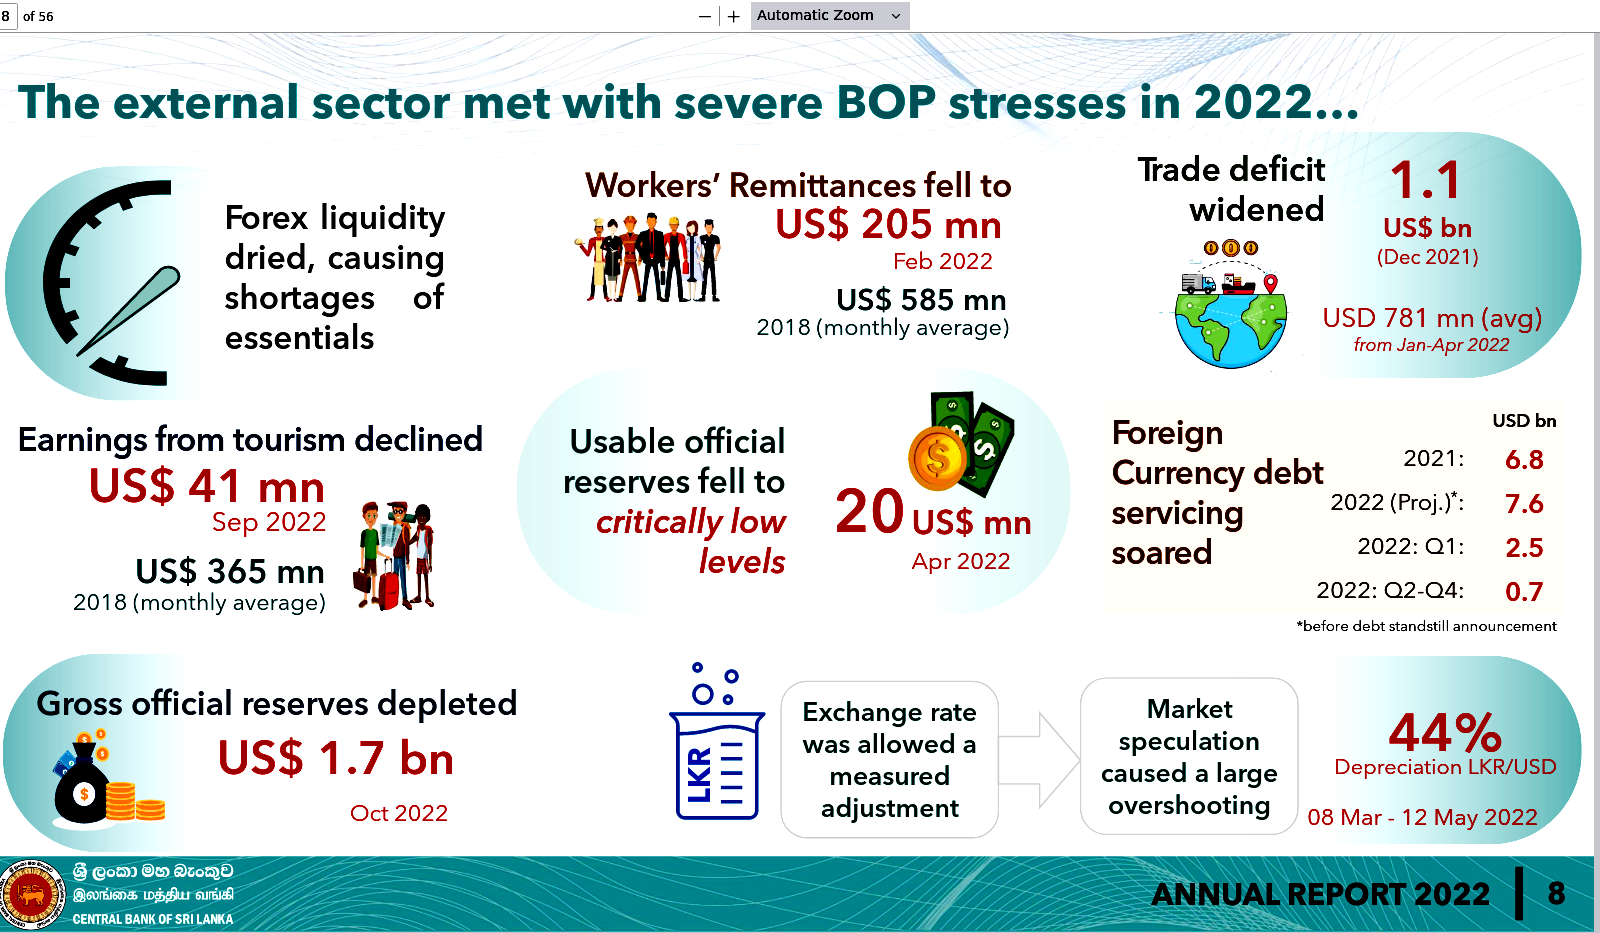 8 of 56
Automatic Zoom
The external sector met with severe BOP stresses in 2022...
Forex liquidity
dried, causing
shortages of
essentials
Workers' Remittances fell to
US$ 205 mn
Feb 2022
US$ 585 mn
2018 (monthly average)
Trade deficit
widened
1.1
US$ bn
(Dec 2021)
USD 781 mn (avg)
from Jan-Apr 2022
Earnings from tourism declined
US$ 41 mn
Sep 2022
US$ 365 mn
2018 (monthly average)
Usable official
reserves fell to
critically low
levels
20 US$ mn
Apr 2022
Foreign
Currency debt
servicing
soared
USD bn
2021: 6.8
2022 (Proj.)*: 7.6
2022: Q1: 2.5
2022: Q2-Q4: 0.7
*before debt standstill announcement
Gross official reserves depleted
US$ 1.7 bn
Oct 2022
LKR
Exchange rate
was allowed a
measured
adjustment
Market
speculation
caused a large
overshooting
44%
Depreciation LKR/USD
08 Mar - 12 May 2022
ශ්‍රී ලංකා මහ බැංකුව
இலங்கை மத்திய வங்கி
CENTRAL BANK OF SRI LANKA
ANNUAL REPORT 2022 8